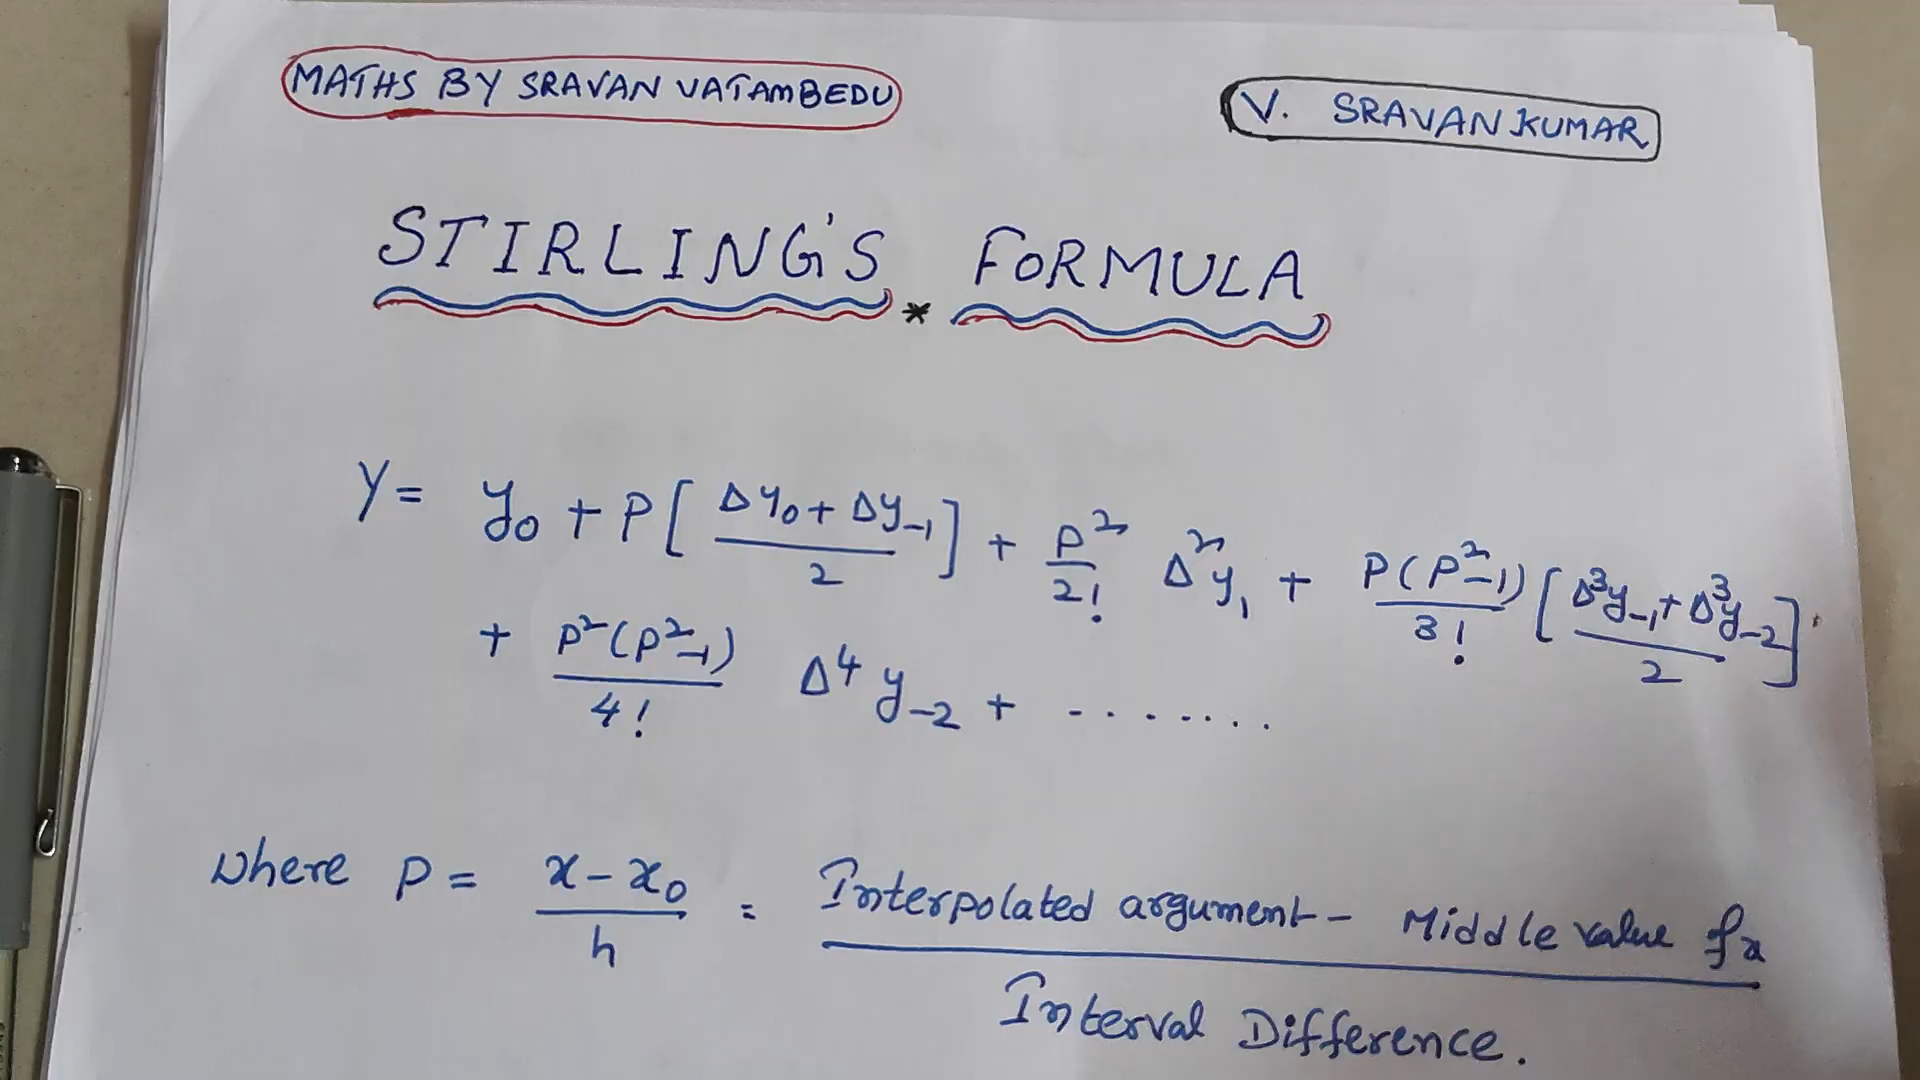 MATHS BY SRAVAN VATAMBEDU
V. SRAVAN KUMAR
STIRLING'S FORMULA
*
y = y₀ + P [ (Δy₀ + Δy₋₁) / 2 ] + P² / 2! Δ²y₁ + P(P²-1) / 3! [ (Δ³y₋₁ + Δ³y₋₂) / 2 ]
+ P²(P²-1) / 4! Δ⁴ y₋₂ + ........
where P = (x - x₀) / h = Interpolated argument - Middle value of x / Interval Difference.